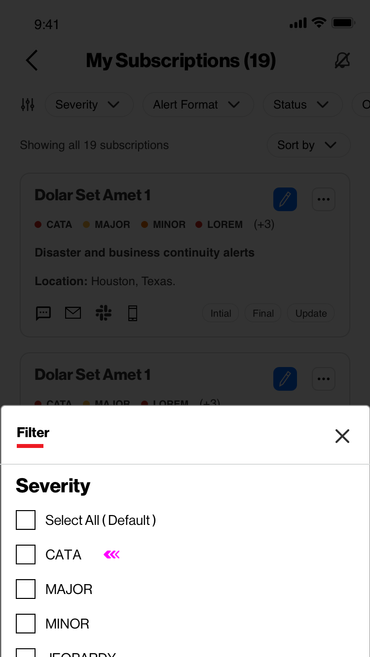 9:41
My Subscriptions (19)
Severity Alert Format Status
Showing all 19 subscriptions Sort by
Dolar Set Amet 1
CATA MAJOR MINOR LOREM (+3)
Disaster and business continuity alerts
Location: Houston, Texas.
Intial Final Update
Dolar Set Amet 1
CATA MAJOR LOREM (+3)
Filter
Severity
Select All (Default)
CATA
MAJOR
MINOR
JEOPARDY